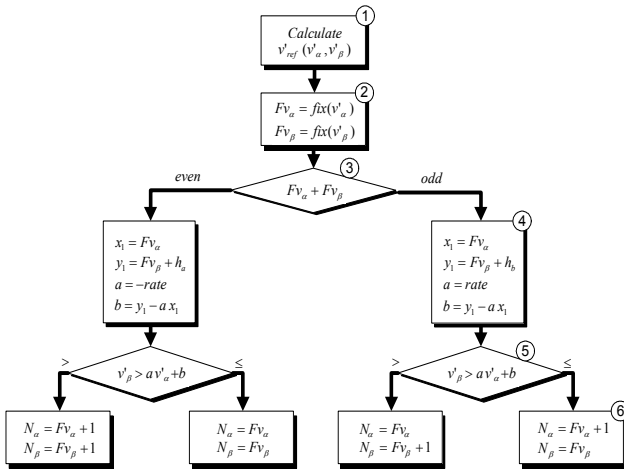 1
Calculate
v'ref (v'α , v'β)
2
Fvα = fix(v'α)
Fvβ = fix(v'β)
3
even
Fvα + Fvβ
odd
x1 = Fvα
y1 = Fvβ + ha
a = −rate
b = y1 − a x1
4
x1 = Fvα
y1 = Fvβ + hb
a = rate
b = y1 − a x1
>
v'β > a v'α + b
≤
5
>
v'β > a v'α + b
≤
Nα = Fvα + 1
Nβ = Fvβ + 1
Nα = Fvα
Nβ = Fvβ
Nα = Fvα
Nβ = Fvβ + 1
6
Nα = Fvα + 1
Nβ = Fvβ